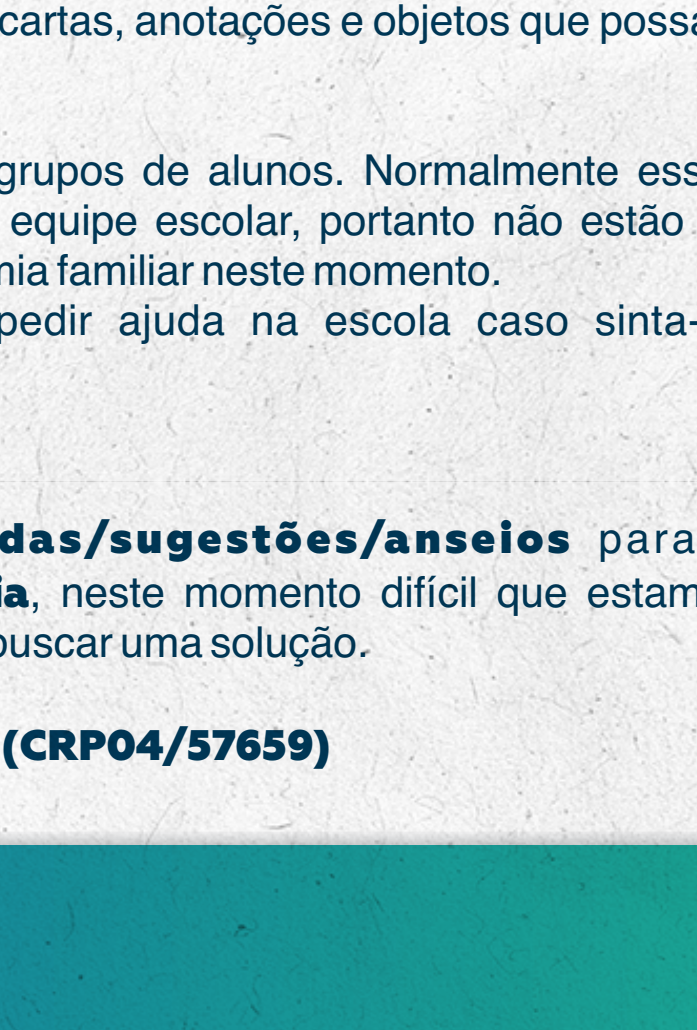 cartas, anotações e objetos que possa
grupos de alunos. Normalmente ess
equipe escolar, portanto não estão
mia familiar neste momento.
pedir ajuda na escola caso sinta-
das/sugestões/anseios para
ia, neste momento difícil que estam
buscar uma solução.
(CRP04/57659)